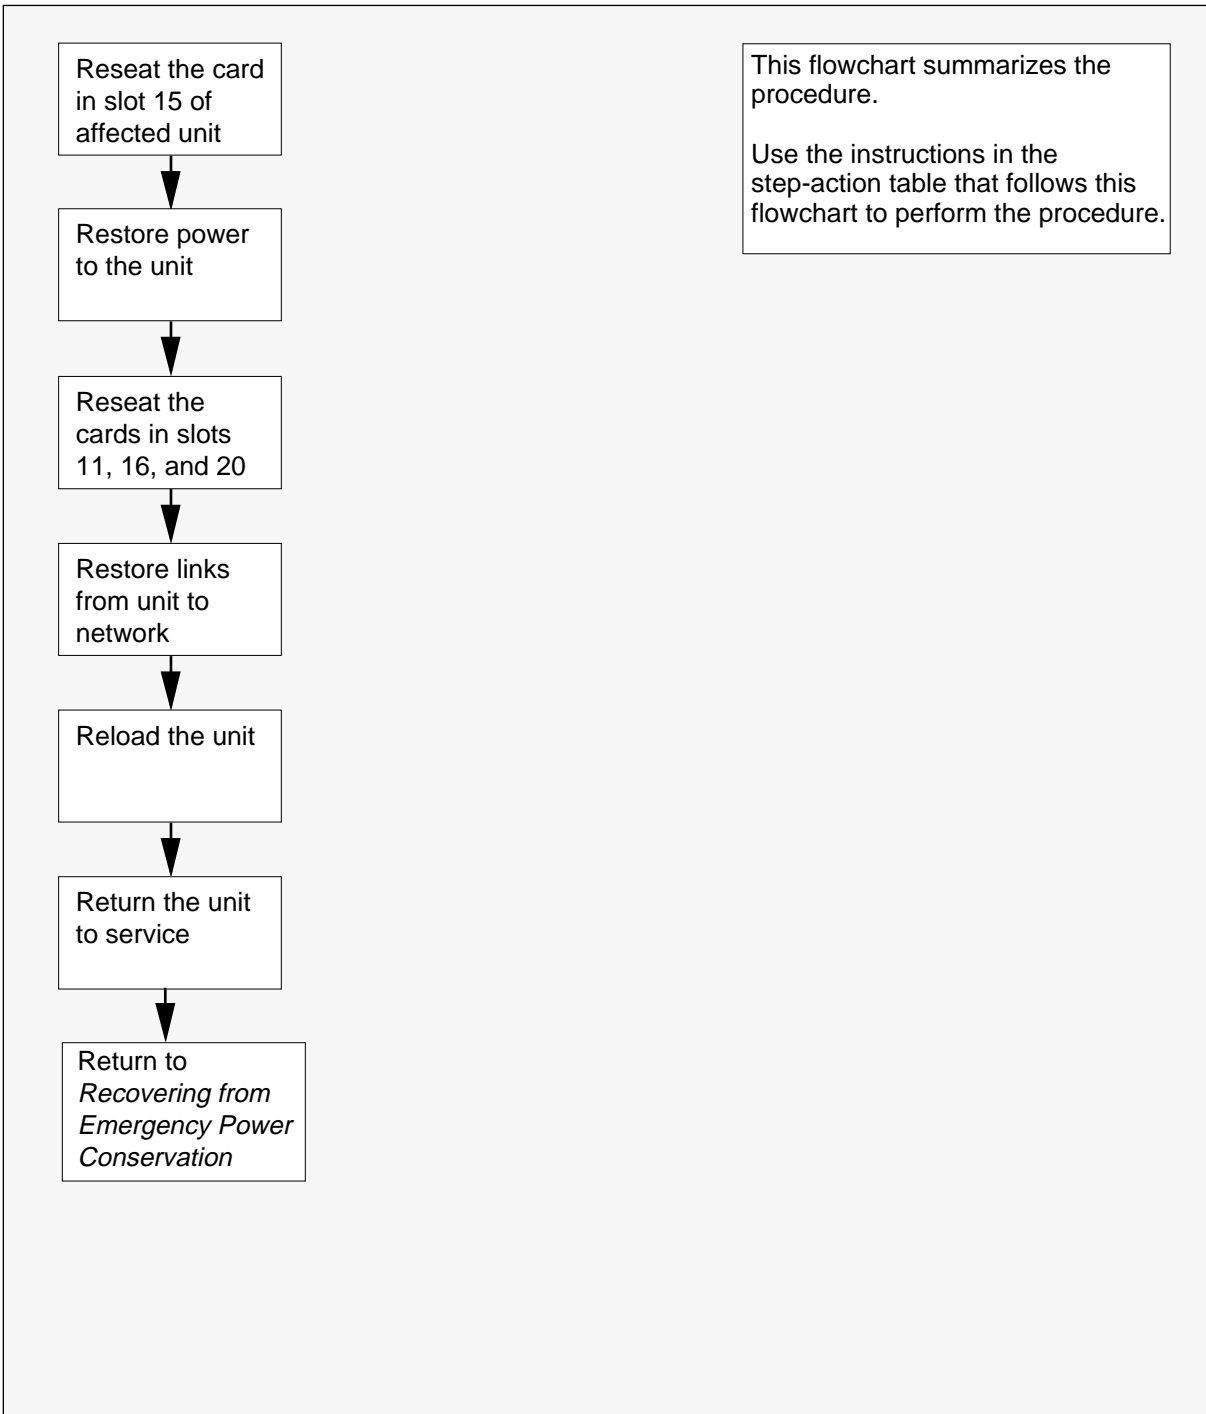 Reseat the card
in slot 15 of
affected unit
This flowchart summarizes the
procedure.
Use the instructions in the
step-action table that follows this
flowchart to perform the procedure.
Restore power
to the unit
Reseat the
cards in slots
11, 16, and 20
Restore links
from unit to
network
Reload the unit
Return the unit
to service
Return to
Recovering from
Emergency Power
Conservation